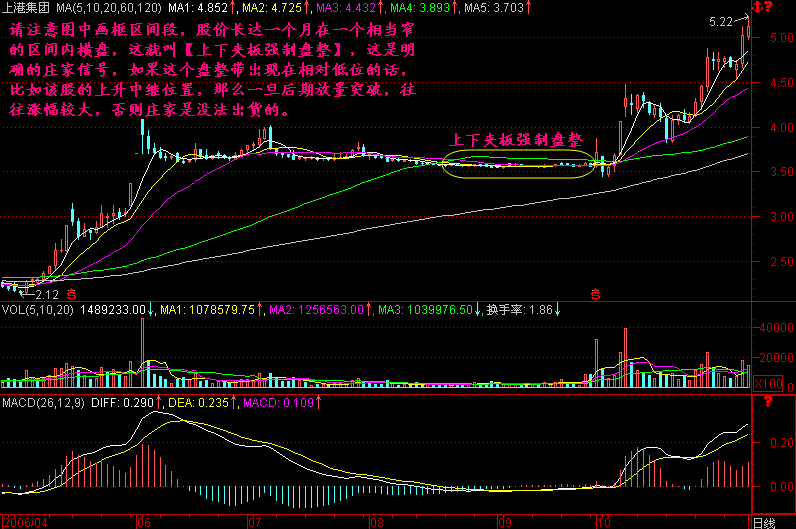 上港集团 MA(5,10,20,60,120) MA1: 4.852↑, MA2: 4.725↑, MA3: 4.432↑, MA4: 3.893↑, MA5: 3.703↑
请注意图中画框区间段，股价长达一个月在一个相当窄
的区间内横盘，这就叫【上下夹板强制盘整】，这是明
确的庄家信号，如果这个盘整带出现在相对低位的话，
比如该股的上升中继位置，那么一旦后期放量突破，往
往涨幅较大，否则庄家是没法出货的。
5.22
5.00
4.50
4.00
上下夹板强制盘整
3.50
3.00
2.50
2.12
S
S
VOL(5,10,20) 1489233.00↓, MA1: 1078579.75↑, MA2: 1256563.00↑, MA3: 1039976.50↓, 换手率: 1.86↓
40000
20000
X100
MACD(26,12,9) DIFF: 0.290↑, DEA: 0.235↑, MACD: 0.109↑
?
0.20
0.00
2006/04 06 07 08 09 10 日线